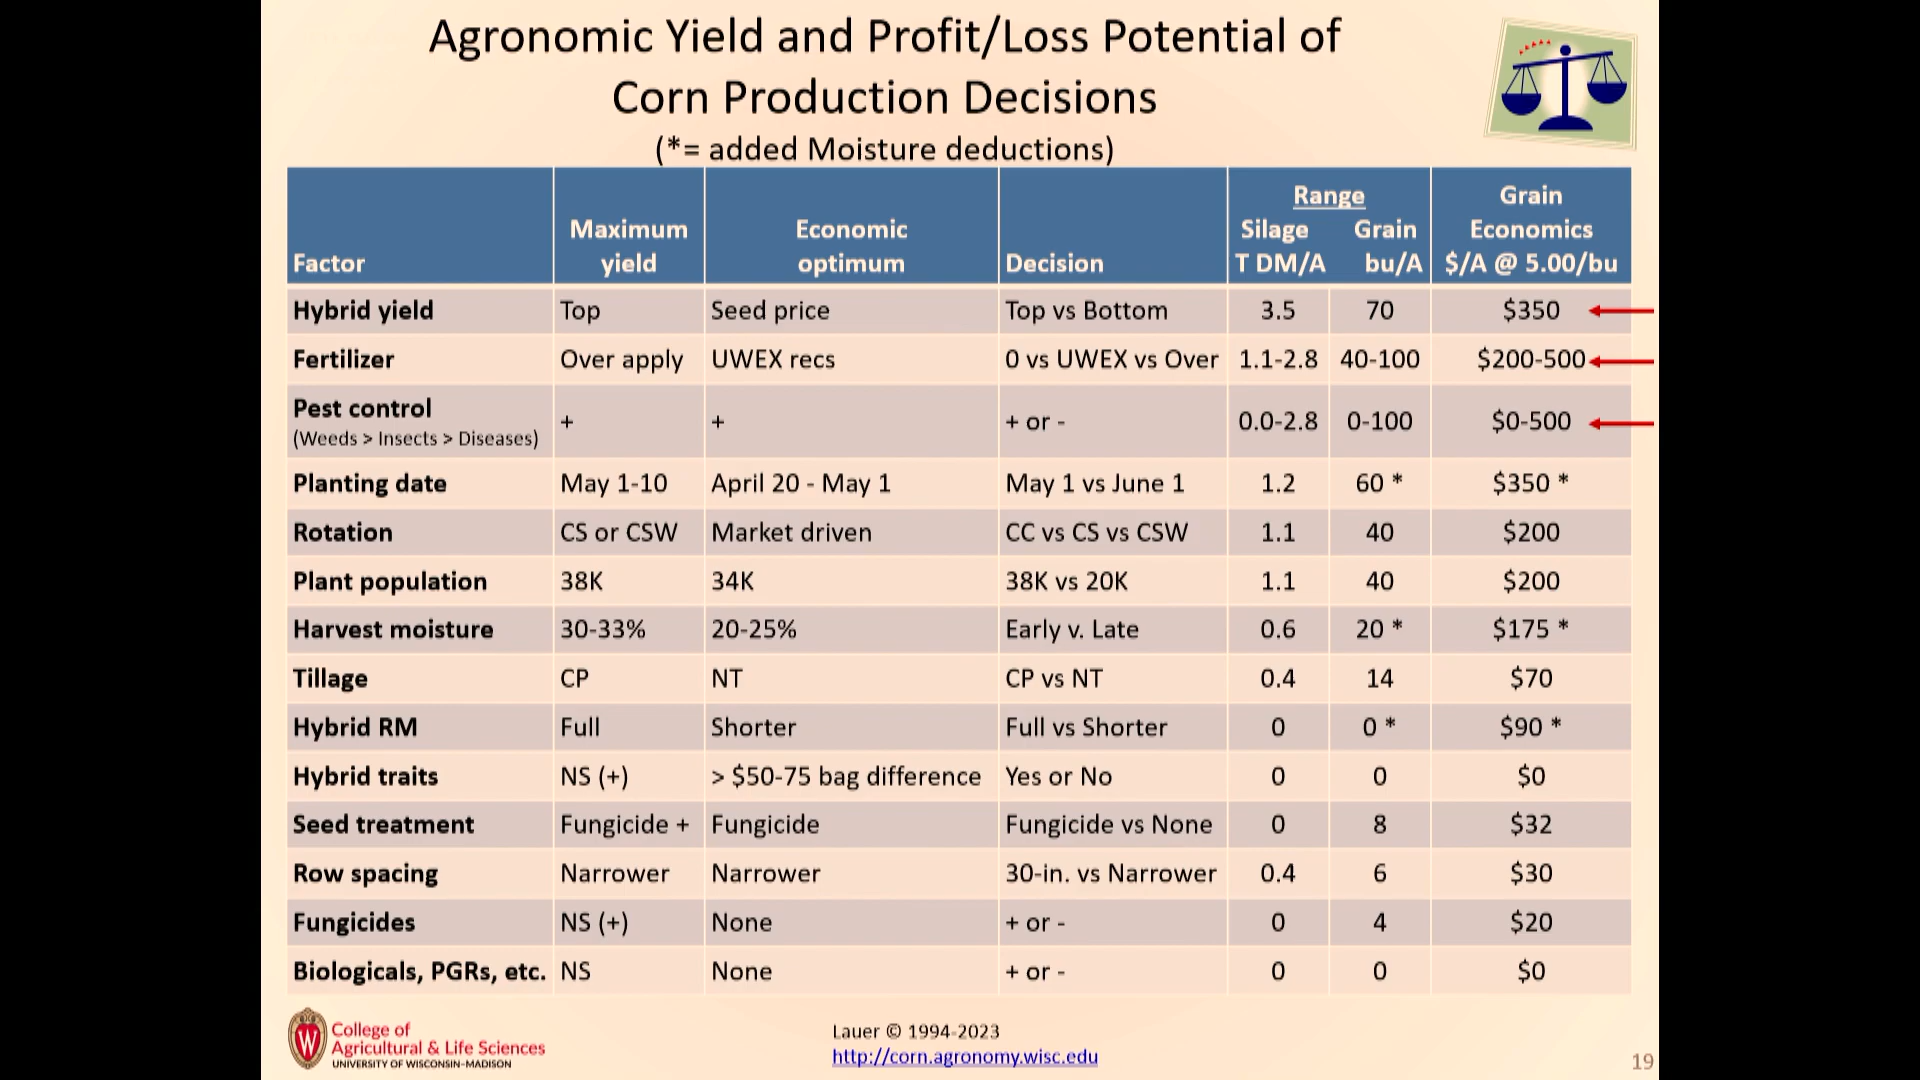 Agronomic Yield and Profit/Loss Potential of
Corn Production Decisions
(*= added Moisture deductions)
Factor Maximum yield Economic optimum Decision Range Silage T DM/A Grain bu/A Grain Economics $/A @ 5.00/bu
Hybrid yield Top Seed price Top vs Bottom 3.5 70 $350
Fertilizer Over apply UWEX recs 0 vs UWEX vs Over 1.1-2.8 40-100 $200-500
Pest control (Weeds > Insects > Diseases) + + + or - 0.0-2.8 0-100 $0-500
Planting date May 1-10 April 20 - May 1 May 1 vs June 1 1.2 60 * $350 *
Rotation CS or CSW Market driven CC vs CS vs CSW 1.1 40 $200
Plant population 38K 34K 38K vs 20K 1.1 40 $200
Harvest moisture 30-33% 20-25% Early v. Late 0.6 20 * $175 *
Tillage CP NT CP vs NT 0.4 14 $70
Hybrid RM Full Shorter Full vs Shorter 0 0 * $90 *
Hybrid traits NS (+) > $50-75 bag difference Yes or No 0 0 $0
Seed treatment Fungicide + Fungicide Fungicide vs None 0 8 $32
Row spacing Narrower Narrower 30-in. vs Narrower 0.4 6 $30
Fungicides NS (+) None + or - 0 4 $20
Biologicals, PGRs, etc. NS None + or - 0 0 $0
W
College of
Agricultural & Life Sciences
UNIVERSITY OF WISCONSIN-MADISON
Lauer © 1994-2023
http://corn.agronomy.wisc.edu
19